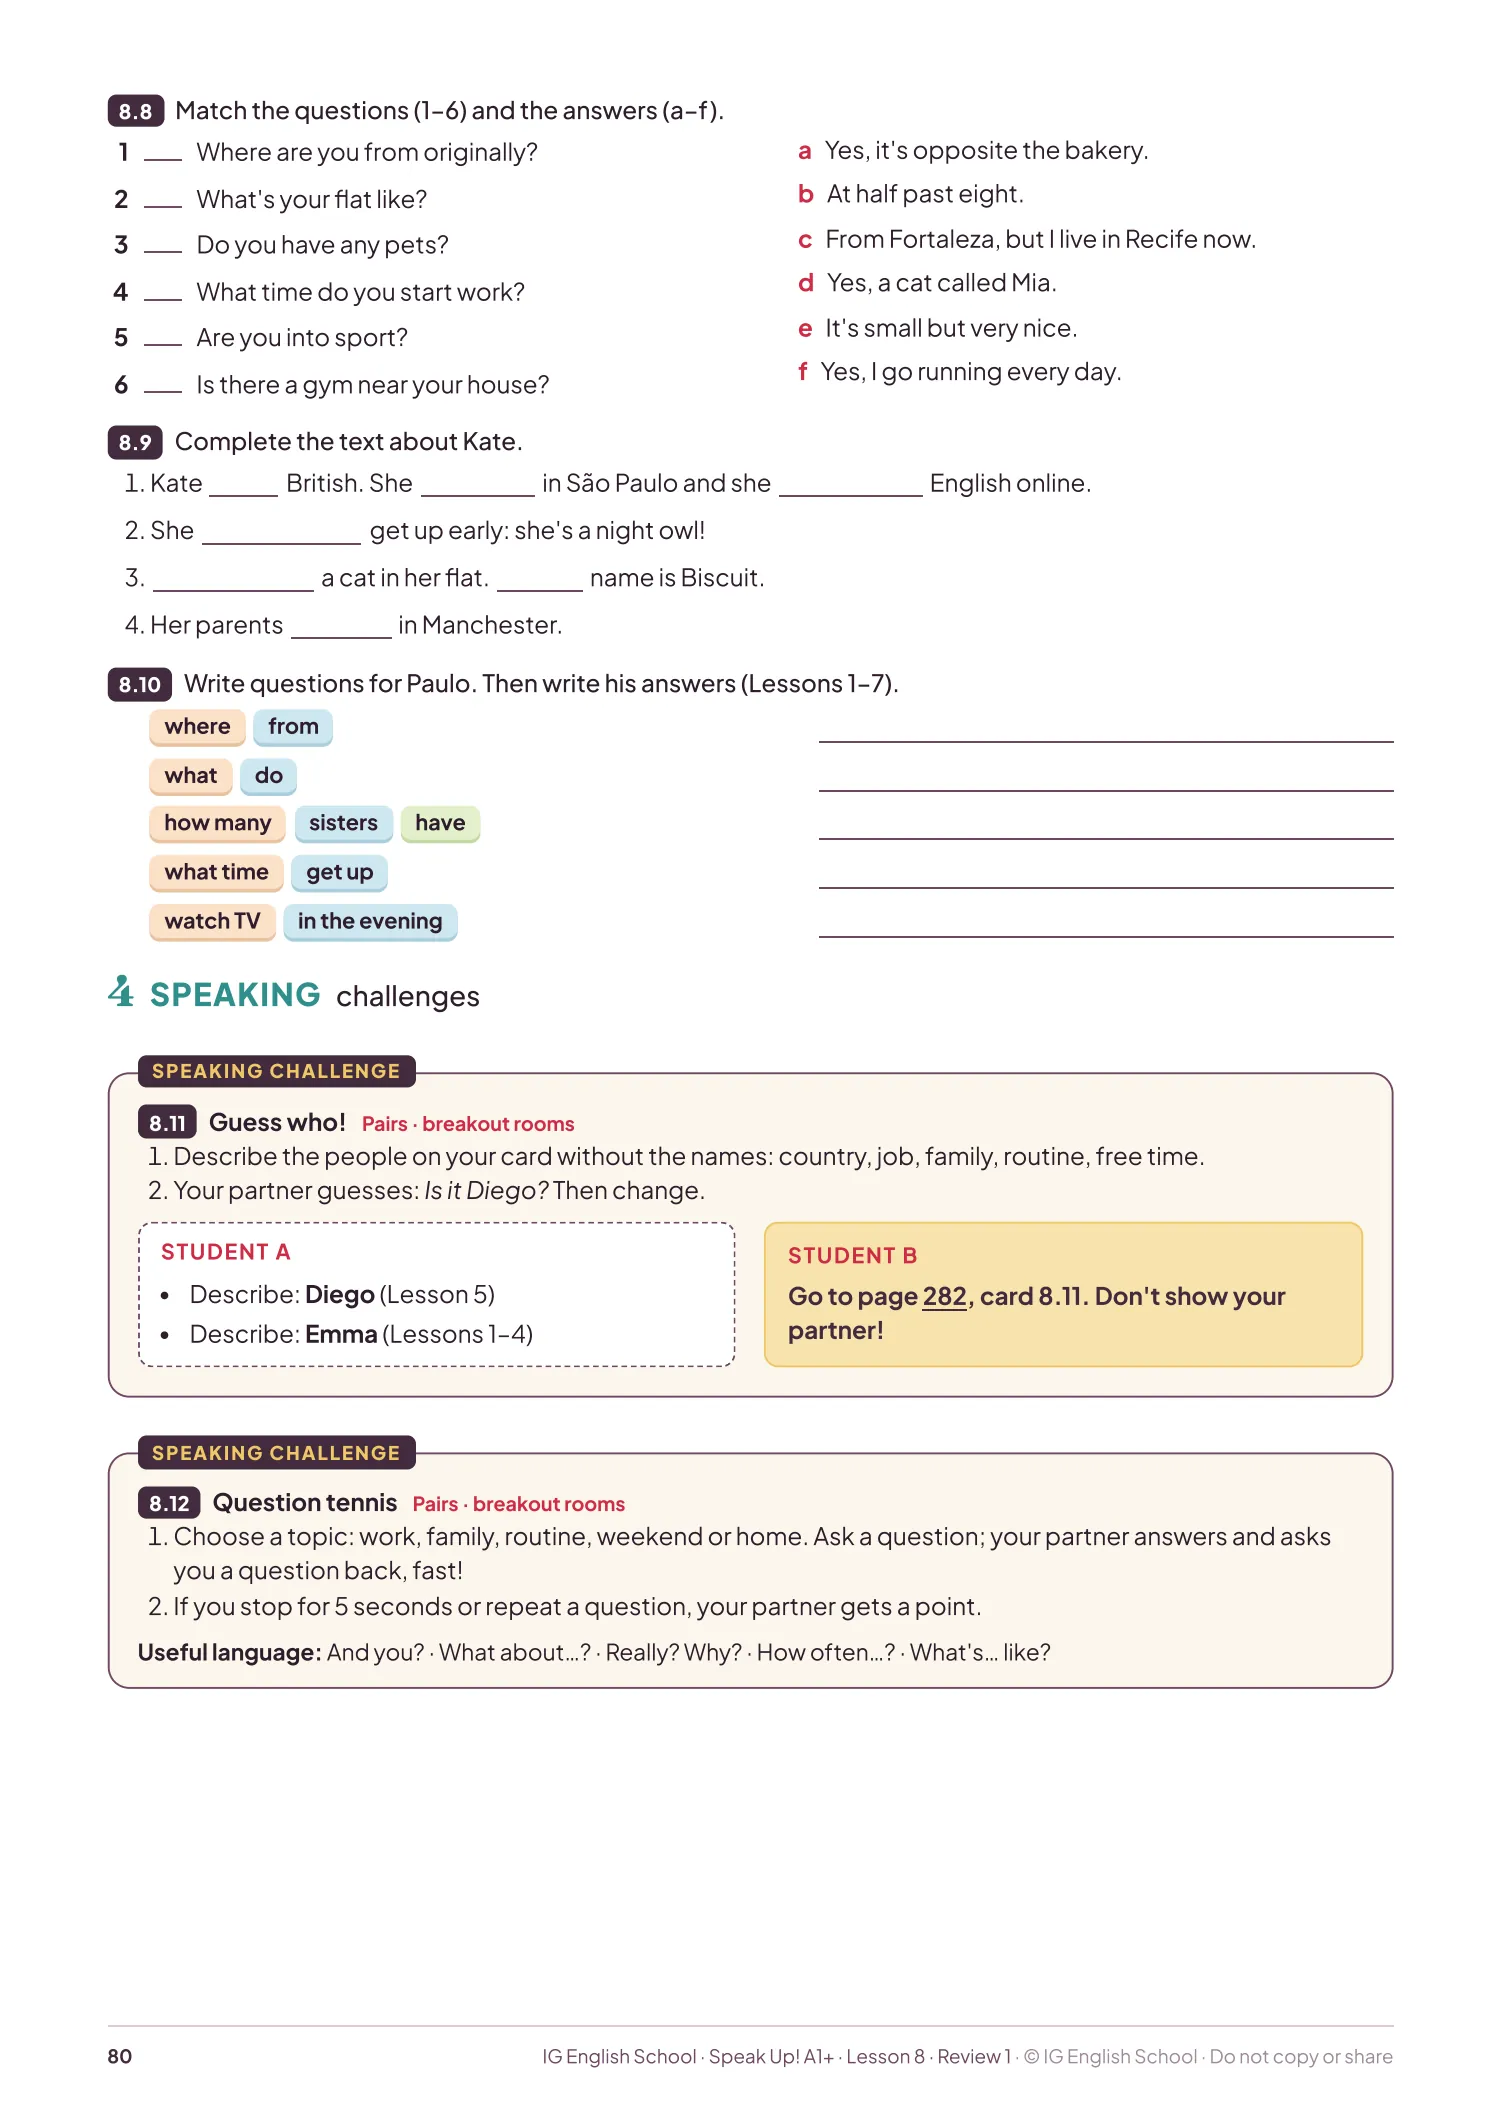 8.8 Match the questions (1–6) and the answers (a–f).
1 ___ Where are you from originally?
2 ___ What's your flat like?
3 ___ Do you have any pets?
4 ___ What time do you start work?
5 ___ Are you into sport?
6 ___ Is there a gym near your house?
a Yes, it's opposite the bakery.
b At half past eight.
c From Fortaleza, but I live in Recife now.
d Yes, a cat called Mia.
e It's small but very nice.
f Yes, I go running every day.
8.9 Complete the text about Kate.
1. Kate _____ British. She ________ in São Paulo and she __________ English online.
2. She ___________ get up early: she's a night owl!
3. ___________ a cat in her flat. ______ name is Biscuit.
4. Her parents _______ in Manchester.
8.10 Write questions for Paulo. Then write his answers (Lessons 1–7).
where from
what do
how many sisters have
what time get up
watch TV in the evening
4 SPEAKING challenges
SPEAKING CHALLENGE
8.11 Guess who! Pairs · breakout rooms
1. Describe the people on your card without the names: country, job, family, routine, free time.
2. Your partner guesses: Is it Diego? Then change.
STUDENT A
• Describe: Diego (Lesson 5)
• Describe: Emma (Lessons 1–4)
STUDENT B
Go to page 282, card 8.11. Don't show your
partner!
SPEAKING CHALLENGE
8.12 Question tennis Pairs · breakout rooms
1. Choose a topic: work, family, routine, weekend or home. Ask a question; your partner answers and asks
you a question back, fast!
2. If you stop for 5 seconds or repeat a question, your partner gets a point.
Useful language: And you? · What about...? · Really? Why? · How often...? · What's... like?
80 IG English School · Speak Up! A1+ · Lesson 8 · Review 1 · © IG English School · Do not copy or share